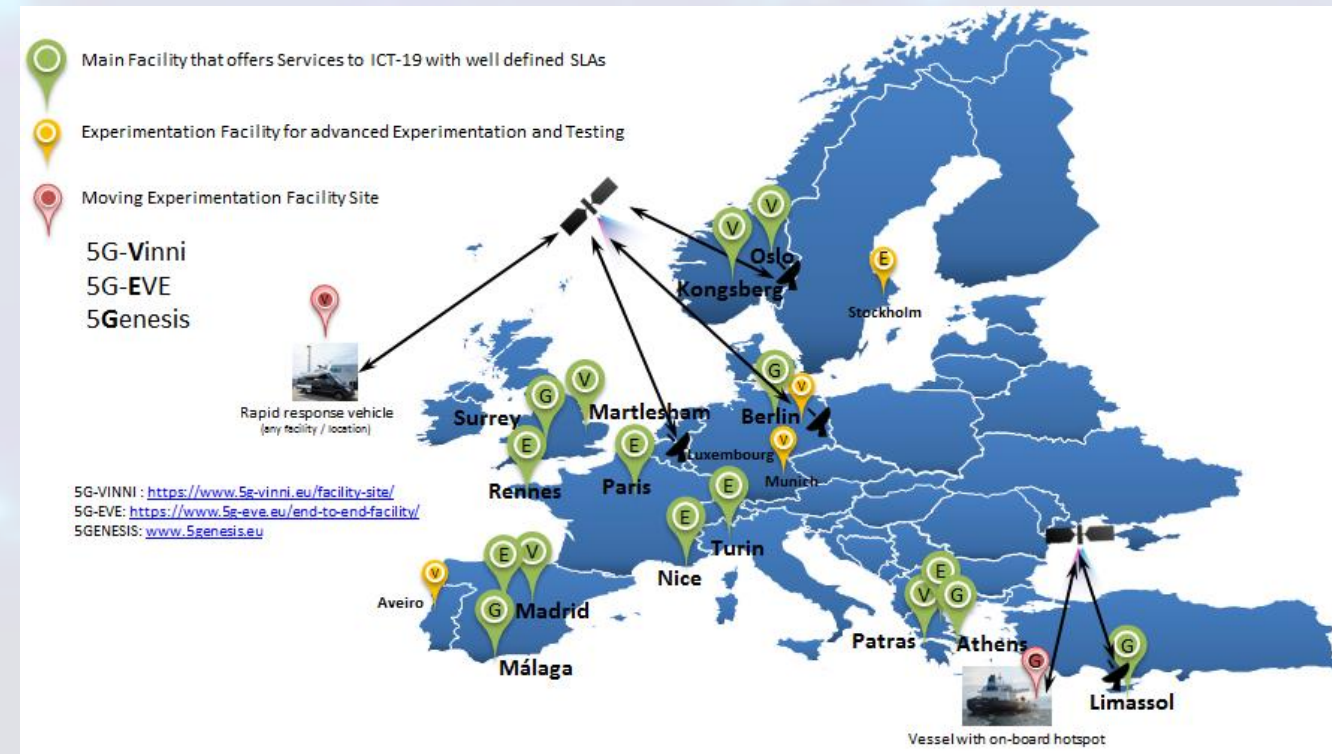 Main Facility that offers Services to ICT-19 with well defined SLAs
Experimentation Facility for advanced Experimentation and Testing
Moving Experimentation Facility Site
5G-Vinni
5G-EVE
5Genesis
V
Rapid response vehicle
(any facility / location)
5G-VINNI : https://www.5g-vinni.eu/facility-site/
5G-EVE: https://www.5g-eve.eu/end-to-end-facility/
5GENESIS: www.5genesis.eu
V
V
Oslo
Kongsberg
E
Stockholm
G
V
Berlin
V
Munich
Luxembourg
V
Martlesham
G
Surrey
E
Rennes
E
Paris
E
Turin
E
Nice
V
Aveiro
E
V
Madrid
G
Málaga
E
V
G
Patras
Athens
G
Limassol
G
Vessel with on-board hotspot